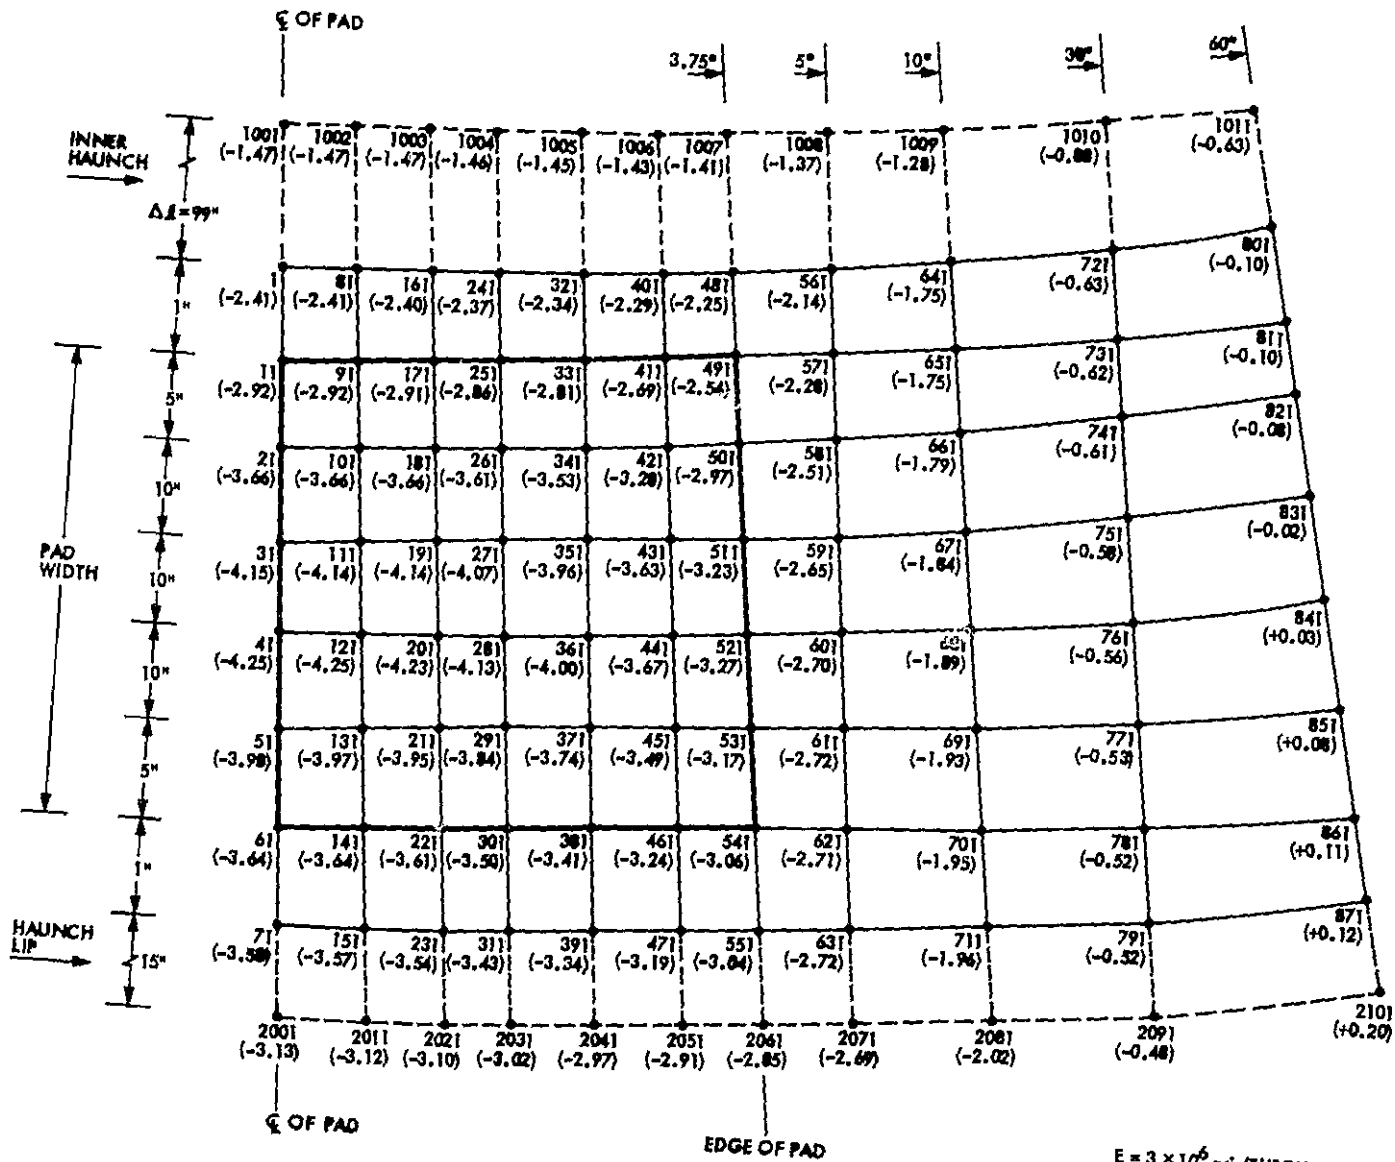 ℄ OF PAD
3.75° 5° 10° 30° 60°
INNER
HAUNCH
1001 1002 1003 1004 1005 1006 1007 1008 1009 1010 1011
(-1.47) (-1.47) (-1.47) (-1.46) (-1.45) (-1.43) (-1.41) (-1.37) (-1.28) (-0.88) (-0.63)
Δℓ=99"
1 81 161 241 321 401 481 561 641 721 801
(-2.41) (-2.41) (-2.40) (-2.37) (-2.34) (-2.29) (-2.25) (-2.14) (-1.75) (-0.63) (-0.10)
1"
11 91 171 251 331 411 491 571 651 731 811
(-2.92) (-2.92) (-2.91) (-2.86) (-2.81) (-2.69) (-2.54) (-2.28) (-1.75) (-0.62) (-0.10)
5"
21 101 181 261 341 421 501 581 661 741 821
(-3.66) (-3.66) (-3.66) (-3.61) (-3.53) (-3.28) (-2.97) (-2.51) (-1.79) (-0.61) (-0.08)
10"
PAD
WIDTH
31 111 191 271 351 431 511 591 671 751 831
(-4.15) (-4.14) (-4.14) (-4.07) (-3.96) (-3.63) (-3.23) (-2.65) (-1.84) (-0.58) (-0.02)
10"
41 121 201 281 361 441 521 601 681 761 841
(-4.25) (-4.25) (-4.23) (-4.13) (-4.00) (-3.67) (-3.27) (-2.70) (-1.89) (-0.56) (+0.03)
10"
51 131 211 291 371 451 531 611 691 771 851
(-3.98) (-3.97) (-3.95) (-3.84) (-3.74) (-3.49) (-3.17) (-2.72) (-1.93) (-0.53) (+0.08)
5"
61 141 221 301 381 461 541 621 701 781 861
(-3.64) (-3.64) (-3.61) (-3.50) (-3.41) (-3.24) (-3.06) (-2.71) (-1.95) (-0.52) (+0.11)
1"
HAUNCH
LIP
71 151 231 311 391 471 551 631 711 791 871
(-3.58) (-3.57) (-3.54) (-3.43) (-3.34) (-3.19) (-3.04) (-2.72) (-1.96) (-0.52) (+0.12)
15"
2001 2011 2021 2031 2041 2051 2061 2071 2081 2091 2101
(-3.13) (-3.12) (-3.10) (-3.02) (-2.97) (-2.91) (-2.85) (-2.69) (-2.02) (-0.48) (+0.20)
℄ OF PAD
EDGE OF PAD
E = 3 × 10⁶